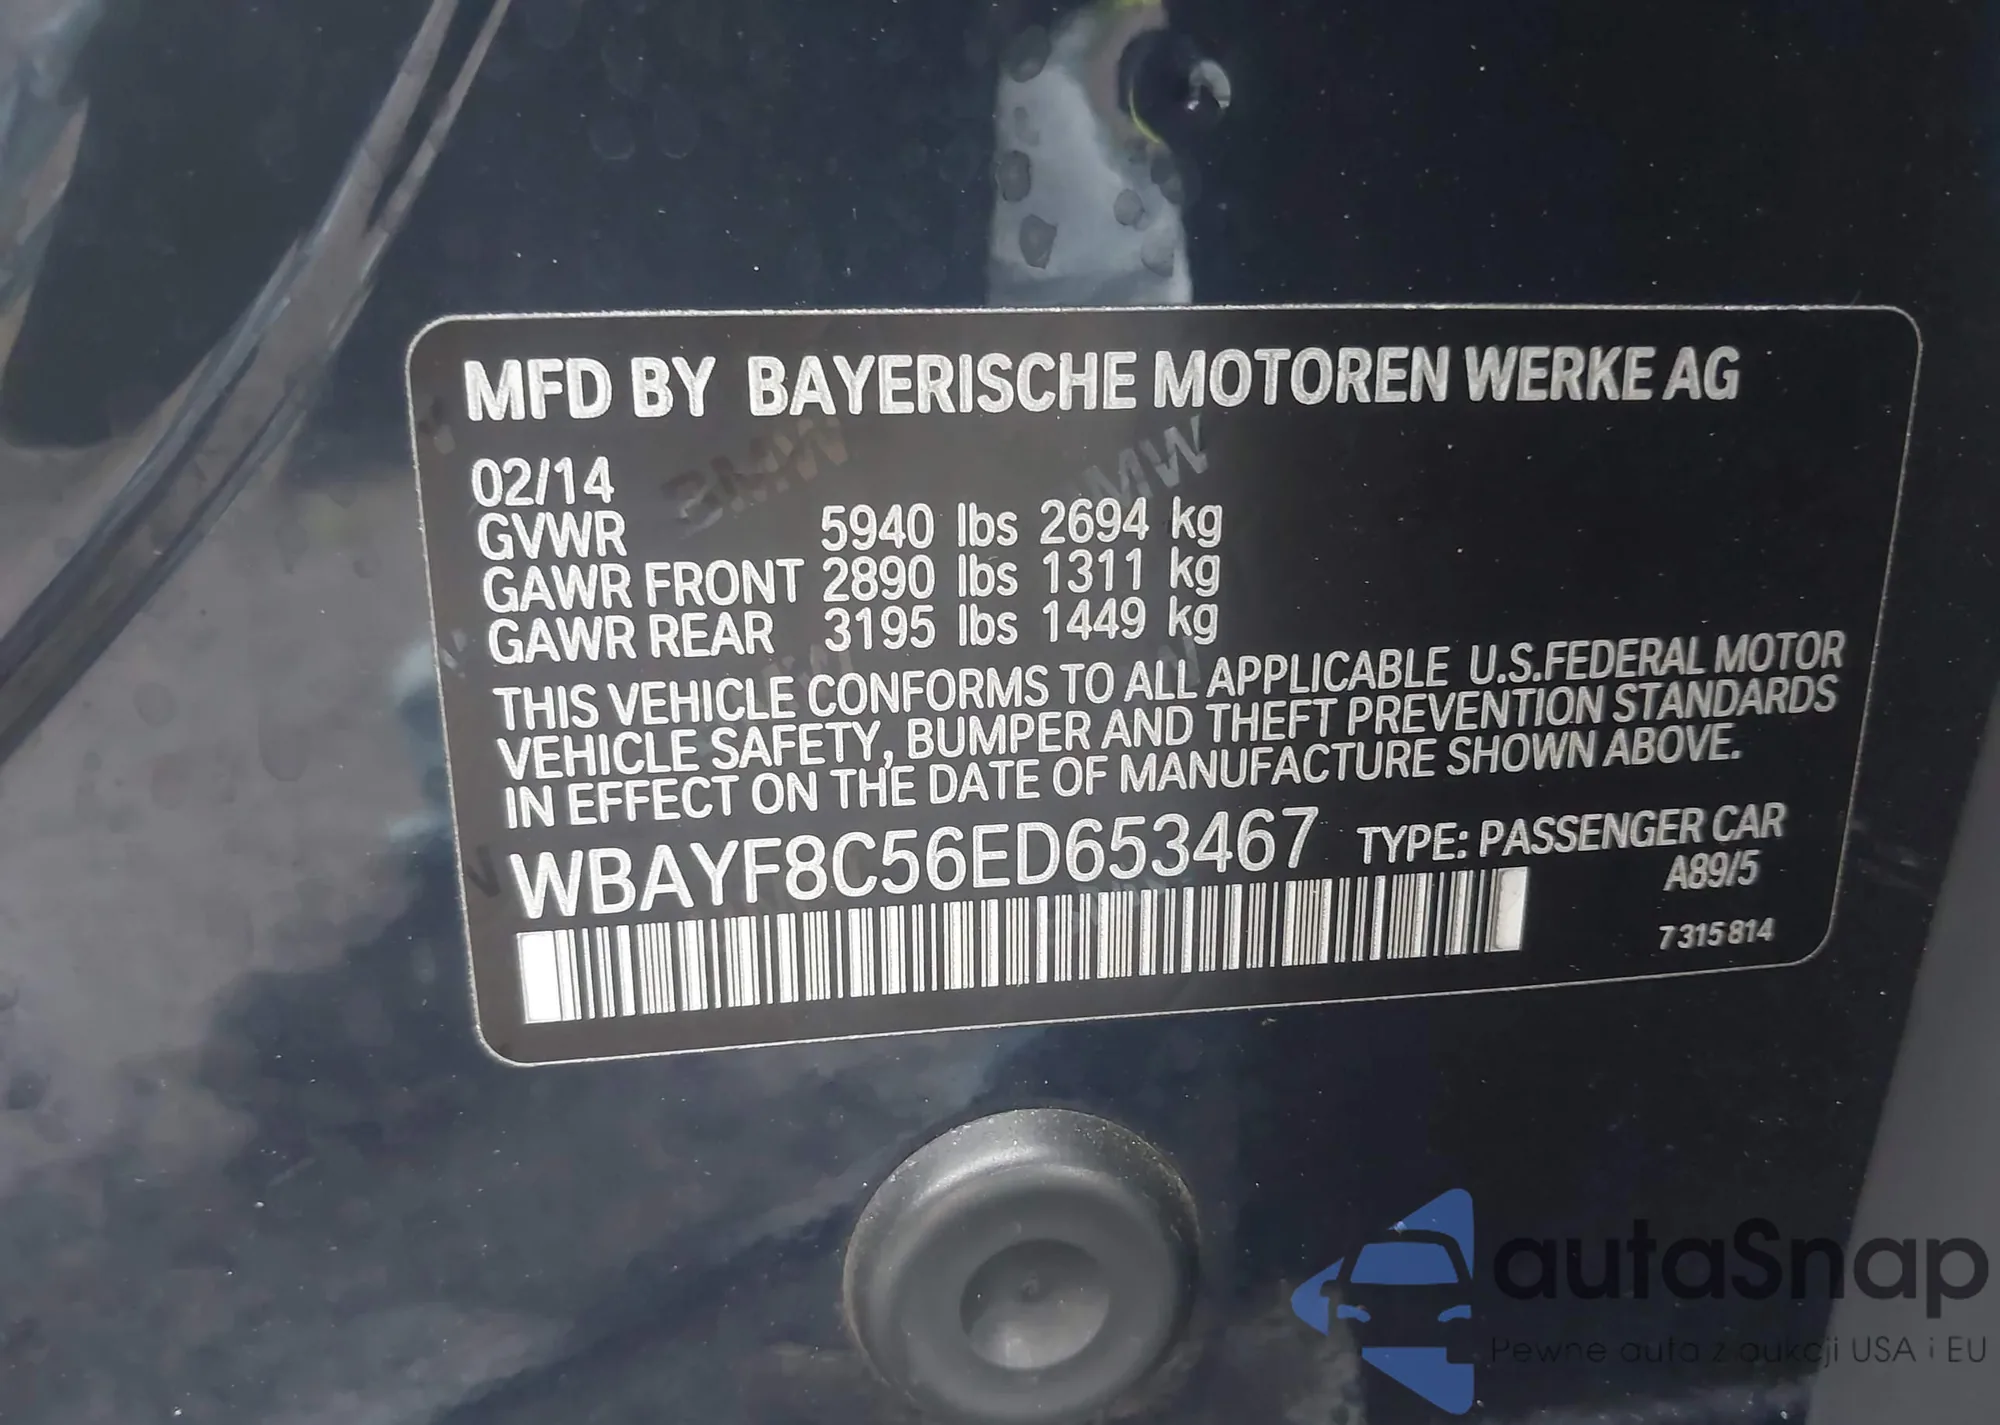 MFD BY BAYERISCHE MOTOREN WERKE AG
02/14
GVWR 5940 lbs 2694 kg
GAWR FRONT 2890 lbs 1311 kg
GAWR REAR 3195 lbs 1449 kg
THIS VEHICLE CONFORMS TO ALL APPLICABLE U.S.FEDERAL MOTOR
VEHICLE SAFETY, BUMPER AND THEFT PREVENTION STANDARDS
IN EFFECT ON THE DATE OF MANUFACTURE SHOWN ABOVE.
WBAYF8C56ED653467 TYPE: PASSENGER CAR
A89/5
7 315 814
autaSnap
Pewne auta z aukcji USA i EU